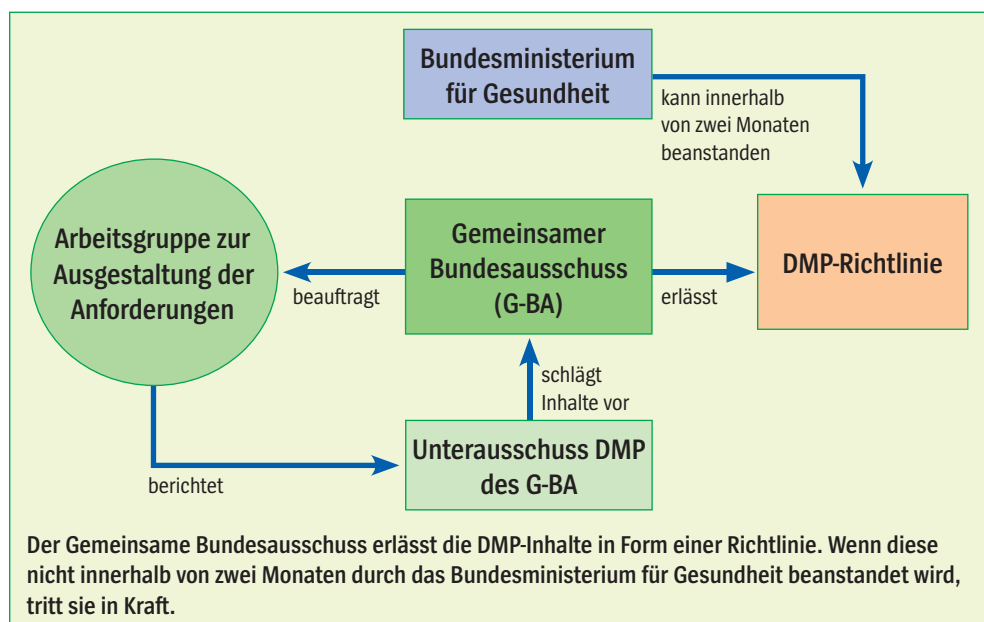 Bundesministerium
für Gesundheit
kann innerhalb
von zwei Monaten
beanstanden
Arbeitsgruppe zur
Ausgestaltung der
Anforderungen
beauftragt
Gemeinsamer
Bundesausschuss
(G-BA)
erlässt
DMP-Richtlinie
schlägt
Inhalte vor
Unterausschuss DMP
des G-BA
berichtet
Der Gemeinsame Bundesausschuss erlässt die DMP-Inhalte in Form einer Richtlinie. Wenn diese
nicht innerhalb von zwei Monaten durch das Bundesministerium für Gesundheit beanstandet wird,
tritt sie in Kraft.